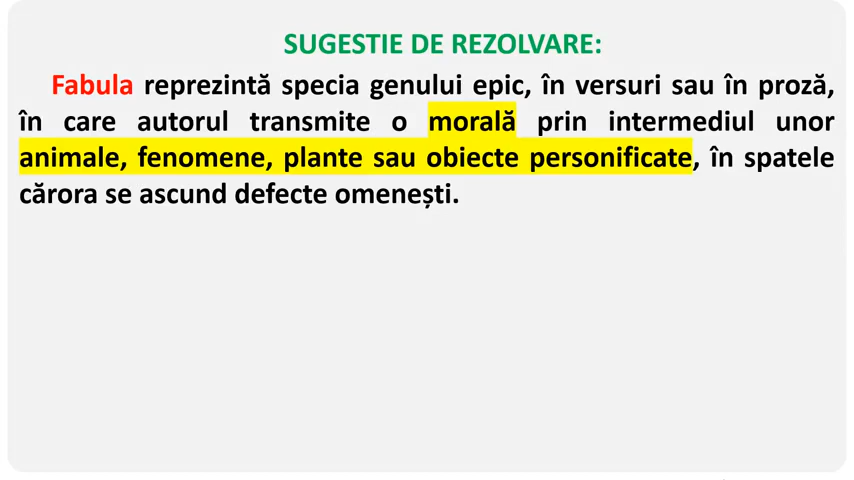 SUGESTIE DE REZOLVARE:
Fabula reprezintă specia genului epic, în versuri sau în proză,
în care autorul transmite o morală prin intermediul unor
animale, fenomene, plante sau obiecte personificate, în spatele
cărora se ascund defecte omenești.